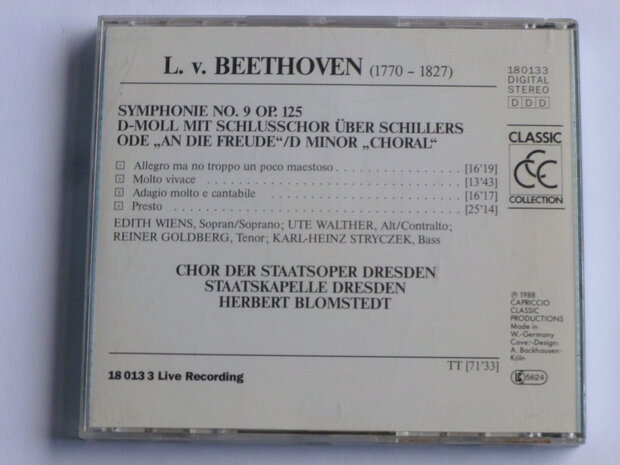 L. v. BEETHOVEN (1770 – 1827)
SYMPHONIE NO. 9 OP. 125
D-MOLL MIT SCHLUSSCHOR ÜBER SCHILLERS
ODE „AN DIE FREUDE“/D MINOR „CHORAL“
1 Allegro ma no troppo un poco maestoso . . . . . . . . . . . . . . . . [16'19]
2 Molto vivace . . . . . . . . . . . . . . . . [13'43]
3 Adagio molto e cantabile . . . . . . . . . . . . . . . . [16'17]
4 Presto . . . . . . . . . . . . . . . . [25'14]
EDITH WIENS, Sopran/Soprano; UTE WALTHER, Alt/Contralto;
REINER GOLDBERG, Tenor; KARL-HEINZ STRYCZEK, Bass
CHOR DER STAATSOPER DRESDEN
STAATSKAPELLE DRESDEN
HERBERT BLOMSTEDT
TT [71'33]
18 013 3 Live Recording
180133
DIGITAL
STEREO
D D D
CLASSIC
CCC
COLLECTION
℗ 1988
CAPRICCIO
CLASSIC
PRODUCTIONS
Made in
W.-Germany
Cover-Design:
A. Backhausen-
Köln
LC 5624